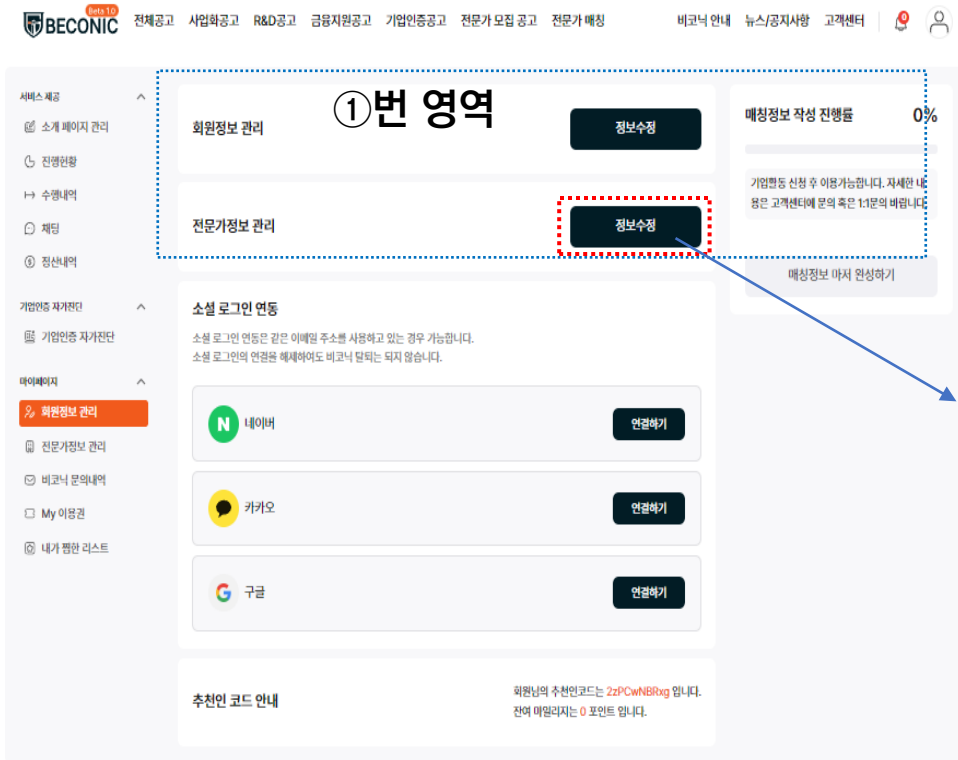 Beta 1.0
BECONIC
전체공고 사업화공고 R&D공고 금융지원공고 기업인증공고 전문가 모집 공고 전문가 매칭 비코닉 안내 뉴스/공지사항 고객센터 0
서비스 제공
소개 페이지 관리
진행현황
수행내역
채팅
정산내역
기업인증 자가진단
기업인증 자가진단
마이페이지
회원정보 관리
전문가정보 관리
비코닉 문의내역
My 이용권
내가 찜한 리스트
①번 영역
회원정보 관리
정보수정
전문가정보 관리
정보수정
소셜 로그인 연동
소셜 로그인 연동은 같은 이메일 주소를 사용하고 있는 경우 가능합니다.
소셜 로그인의 연결을 해제하여도 비코닉 탈퇴는 되지 않습니다.
N 네이버
연결하기
카카오
연결하기
G 구글
연결하기
추천인 코드 안내
회원님의 추천인코드는 2zPCwNBRxg 입니다.
잔여 마일리지는 0 포인트 입니다.
매칭정보 작성 진행률 0%
기업활동 신청 후 이용가능합니다. 자세한 내
용은 고객센터에 문의 혹은 1:1문의 바랍니다.
매칭정보 마저 완성하기